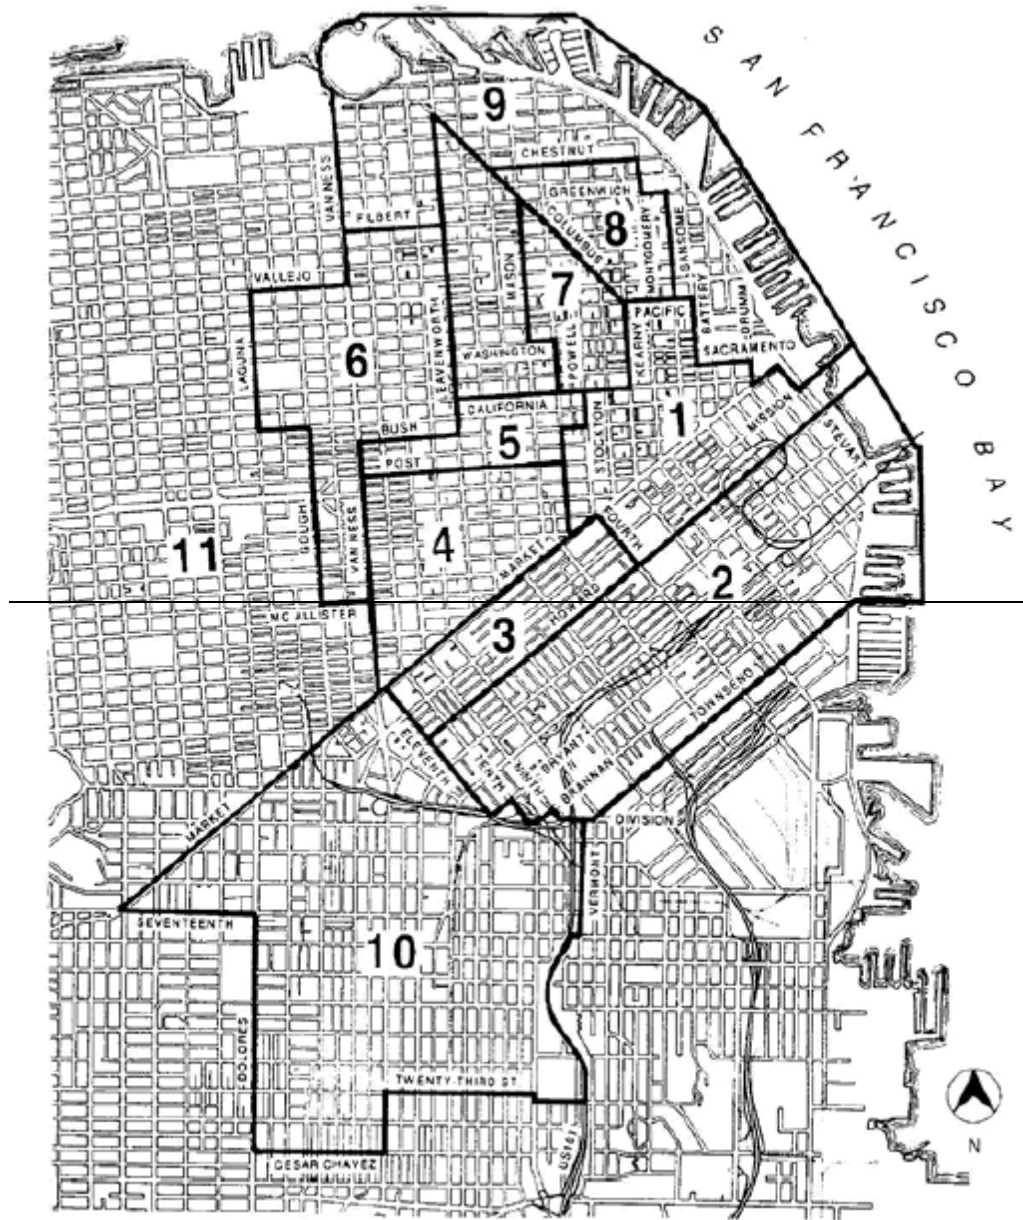 SAN FRANCISCO BAY
9
CHESTNUT
VAN NESS
GREENWICH
FILBERT
COLUMBUS
8
MONTGOMERY
SANSOME
VALLEJO
MASON
7
BATTERY
DRUMM
PACIFIC
LEAVENWORTH
6
LAGUNA
WASHINGTON
POWELL
KEARNY
SACRAMENTO
CALIFORNIA
1
MISSION
BUSH
5
STOCKTON
STEUART
POST
GOUGH
VAN NESS
4
FOURTH
MARKET
11
2
HOWARD
MC ALLISTER
3
TOWNSEND
ELEVENTH
TENTH
BRYANT
BRANNAN
MARKET
DIVISION
VERMONT
SEVENTEENTH
10
DOLORES
TWENTY-THIRD ST.
US101
CESAR CHAVEZ
N